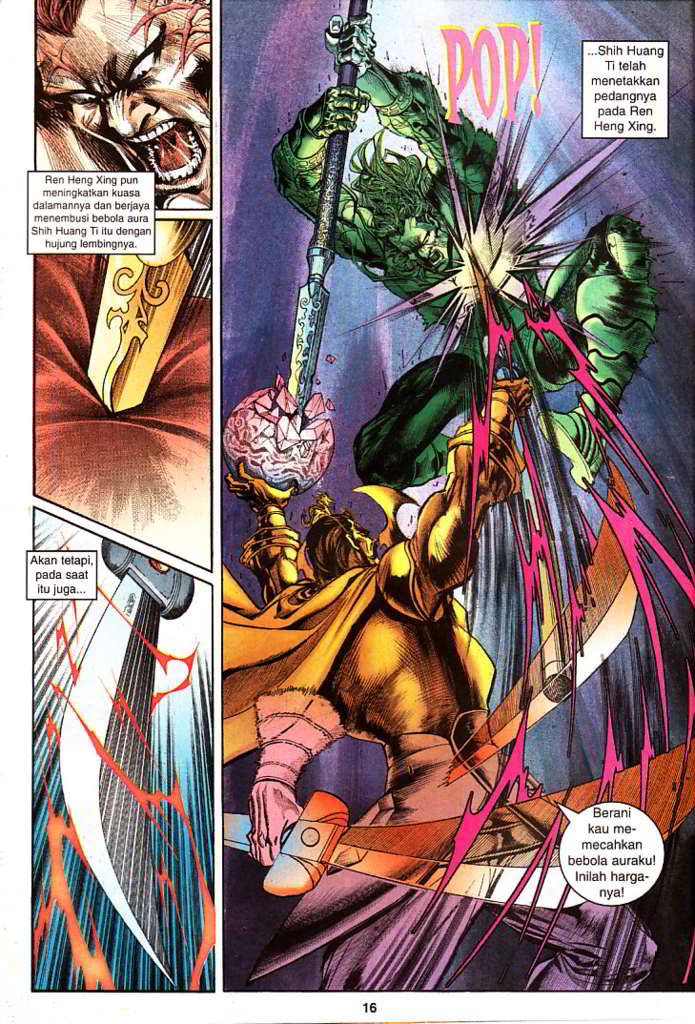 Ren Heng Xing pun
meningkatkan kuasa
dalamannya dan berjaya
menembusi bebola aura
Shih Huang Ti itu dengan
hujung lembingnya.
Akan tetapi,
pada saat
itu juga...
POP!
...Shih Huang
Ti telah
menetakkan
pedangnya
pada Ren
Heng Xing.
Berani
kau me-
mecahkan
bebola auraku!
Inilah harga-
nya!
16